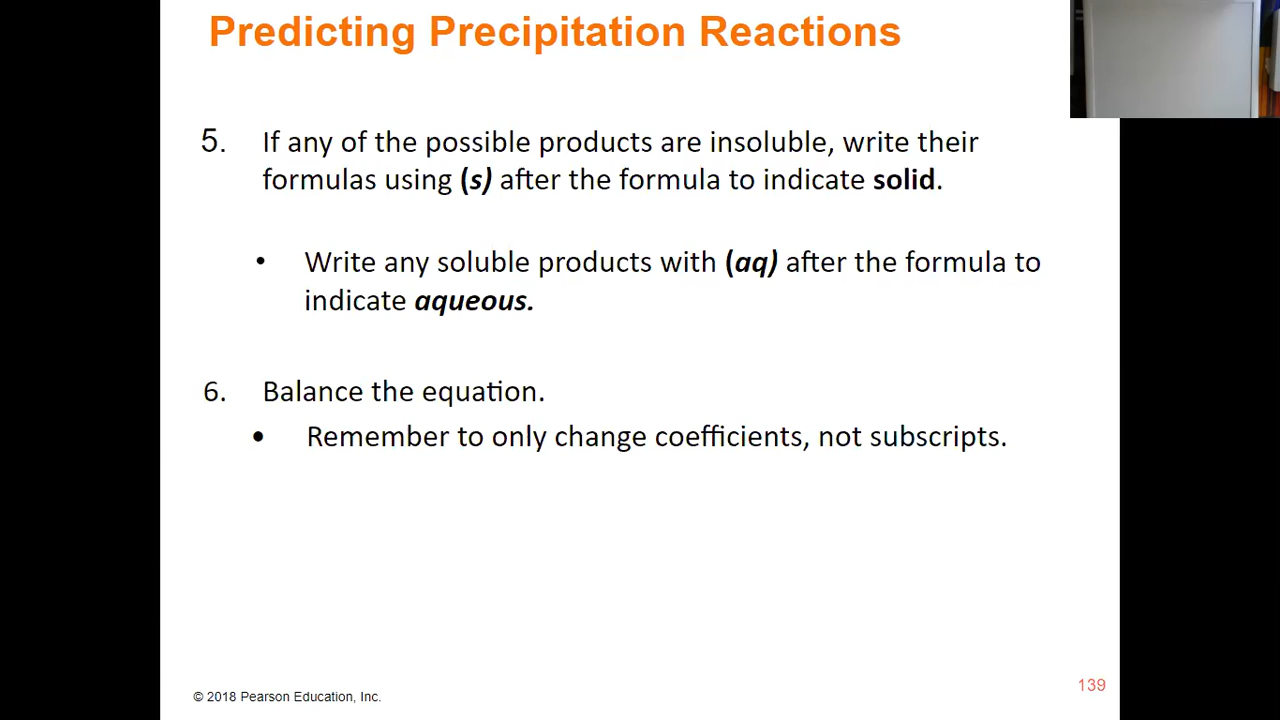 Predicting Precipitation Reactions
5. If any of the possible products are insoluble, write their
formulas using (s) after the formula to indicate solid.
• Write any soluble products with (aq) after the formula to
indicate aqueous.
6. Balance the equation.
• Remember to only change coefficients, not subscripts.
© 2018 Pearson Education, Inc.
139